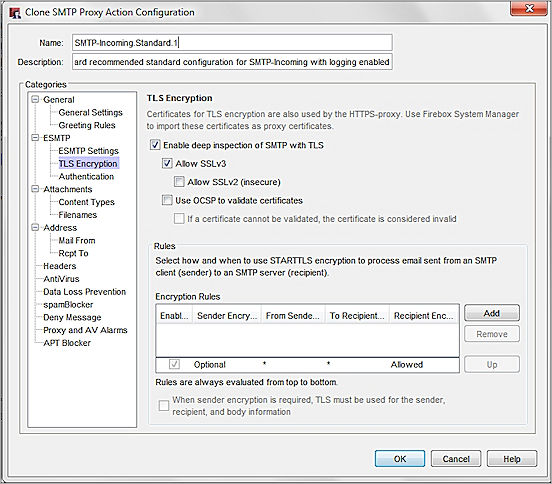 Clone SMTP Proxy Action Configuration
Name:
SMTP-Incoming.Standard.1
Description:
ard recommended standard configuration for SMTP-Incoming with logging enabled
Categories
General
General Settings
Greeting Rules
ESMTP
ESMTP Settings
TLS Encryption
Authentication
Attachments
Content Types
Filenames
Address
Mail From
Rcpt To
Headers
AntiVirus
Data Loss Prevention
spamBlocker
Deny Message
Proxy and AV Alarms
APT Blocker
TLS Encryption
Certificates for TLS encryption are also used by the HTTPS-proxy. Use Firebox System Manager
to import these certificates as proxy certificates.
Enable deep inspection of SMTP with TLS
Allow SSLv3
Allow SSLv2 (insecure)
Use OCSP to validate certificates
If a certificate cannot be validated, the certificate is considered invalid
Rules
Select how and when to use STARTTLS encryption to process email sent from an SMTP
client (sender) to an SMTP server (recipient).
Encryption Rules
Enabl... Sender Encry... From Sende... To Recipient... Recipient Enc...
Optional * * Allowed
Add
Remove
Up
Rules are always evaluated from top to bottom.
When sender encryption is required, TLS must be used for the sender,
recipient, and body information
OK Cancel Help